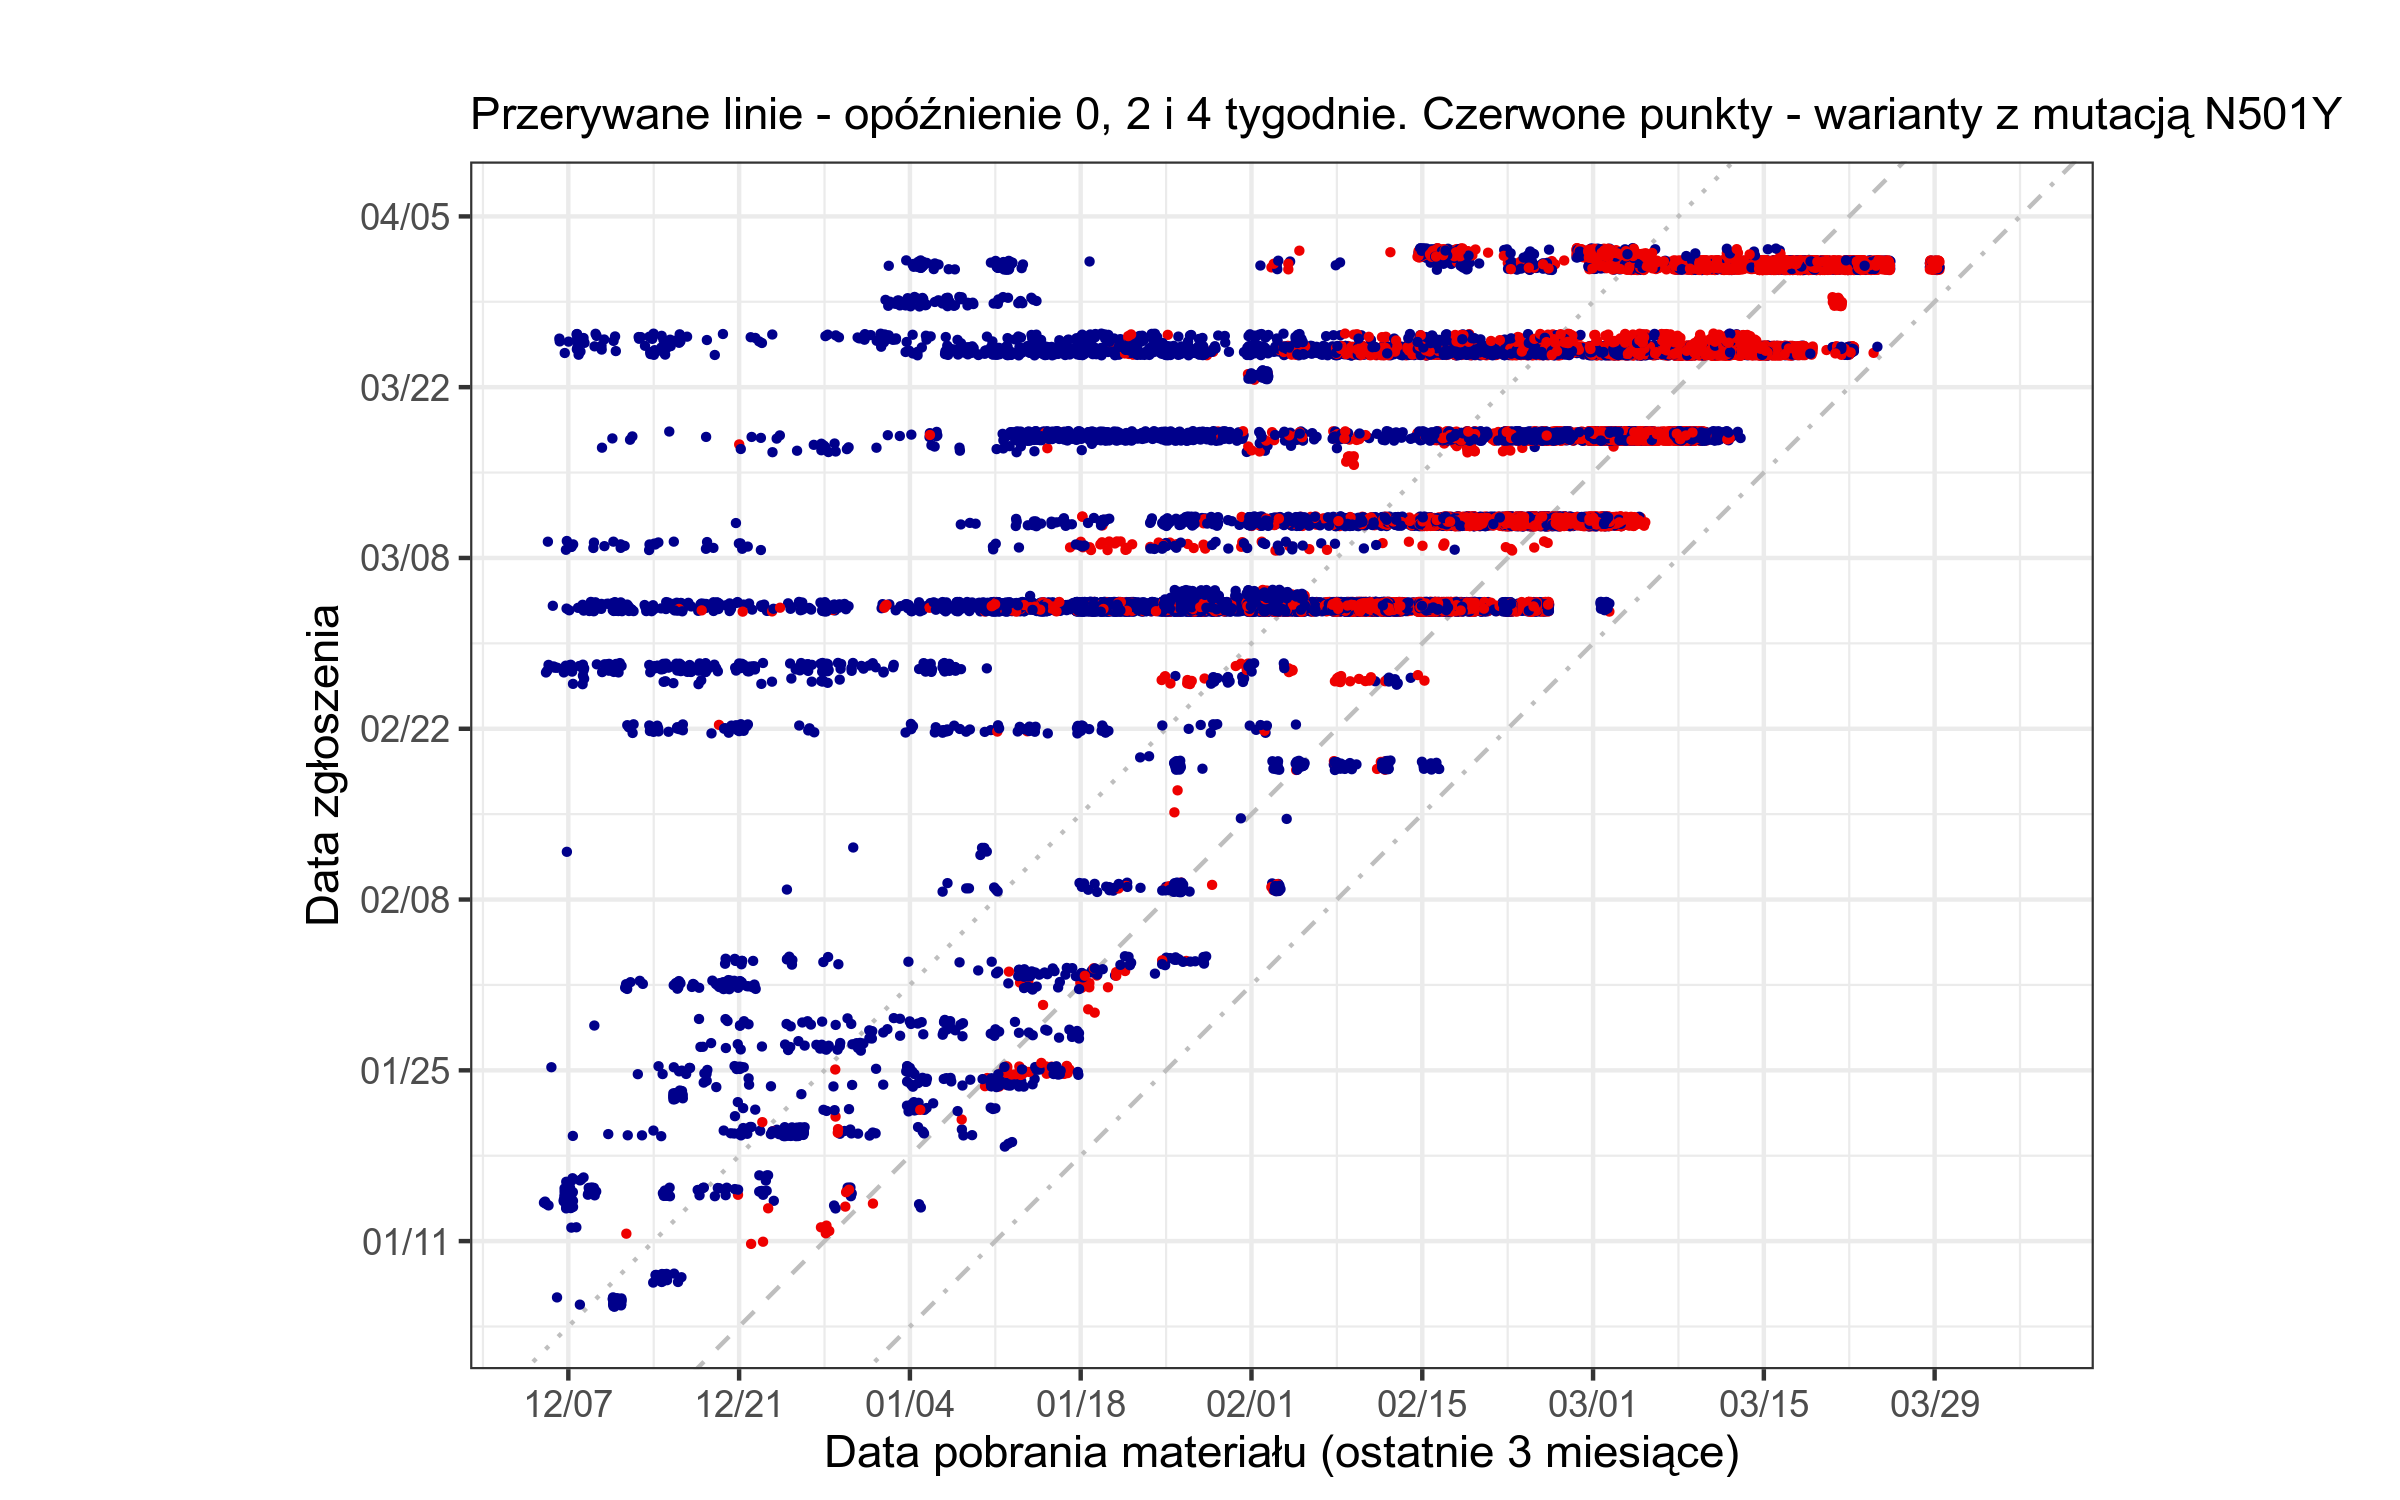 Przerywane linie - opóźnienie 0, 2 i 4 tygodnie. Czerwone punkty - warianty z mutacją N501Y
Data zgłoszenia
04/05
03/22
03/08
02/22
02/08
01/25
01/11
12/07 12/21 01/04 01/18 02/01 02/15 03/01 03/15 03/29
Data pobrania materiału (ostatnie 3 miesiące)